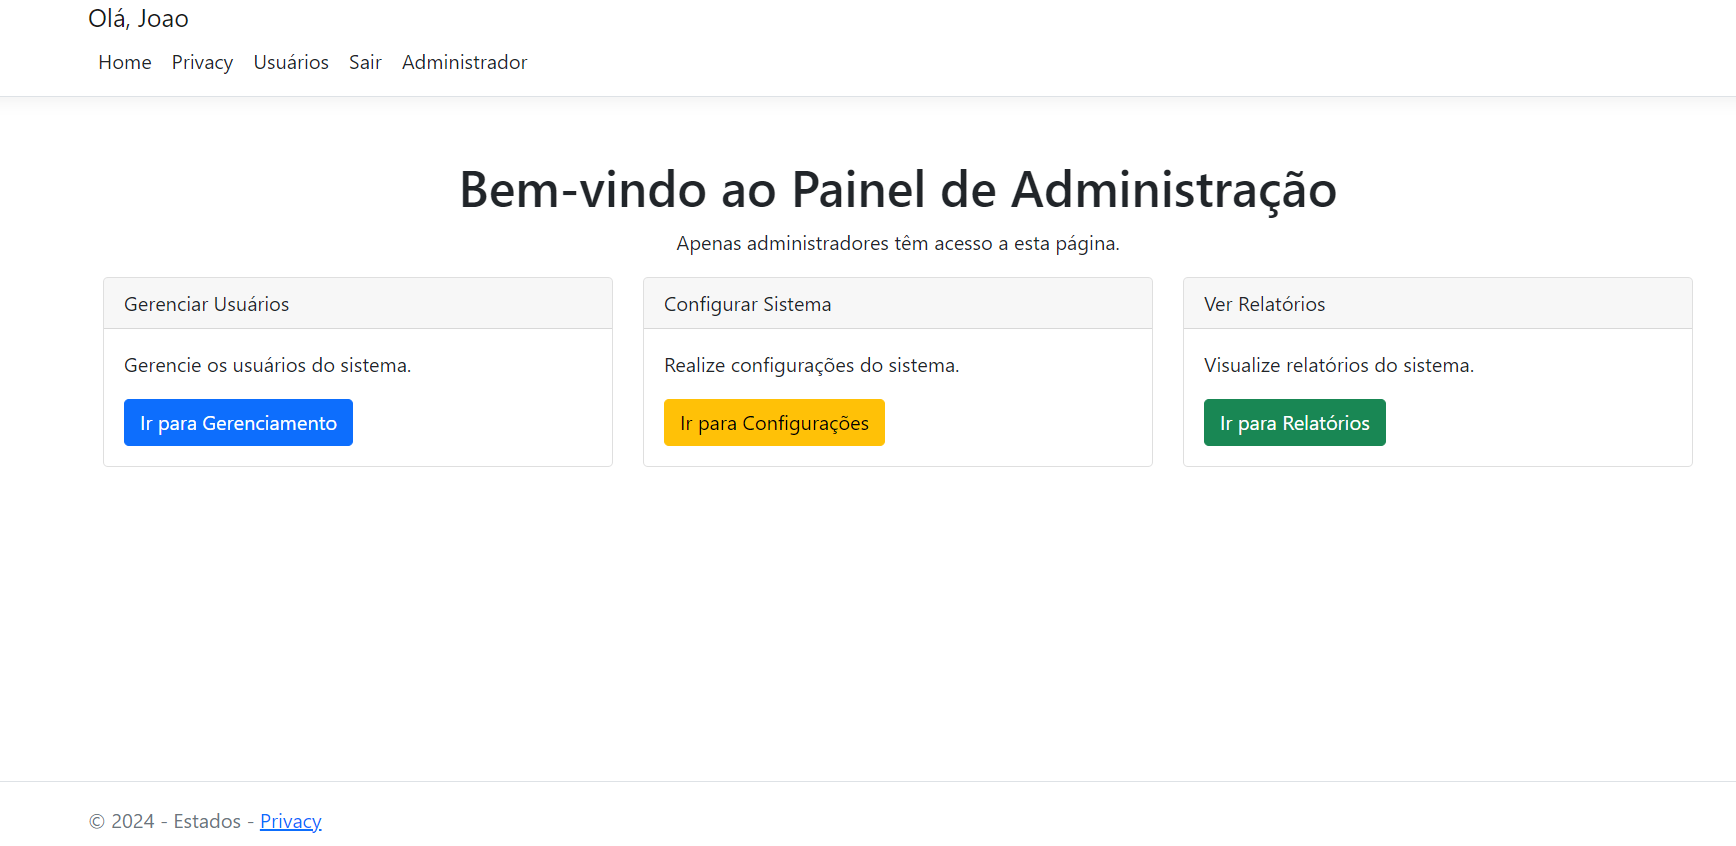 Olá, Joao
Home Privacy Usuários Sair Administrador
Bem-vindo ao Painel de Administração
Apenas administradores têm acesso a esta página.
Gerenciar Usuários
Gerencie os usuários do sistema.
Ir para Gerenciamento
Configurar Sistema
Realize configurações do sistema.
Ir para Configurações
Ver Relatórios
Visualize relatórios do sistema.
Ir para Relatórios
© 2024 - Estados - Privacy